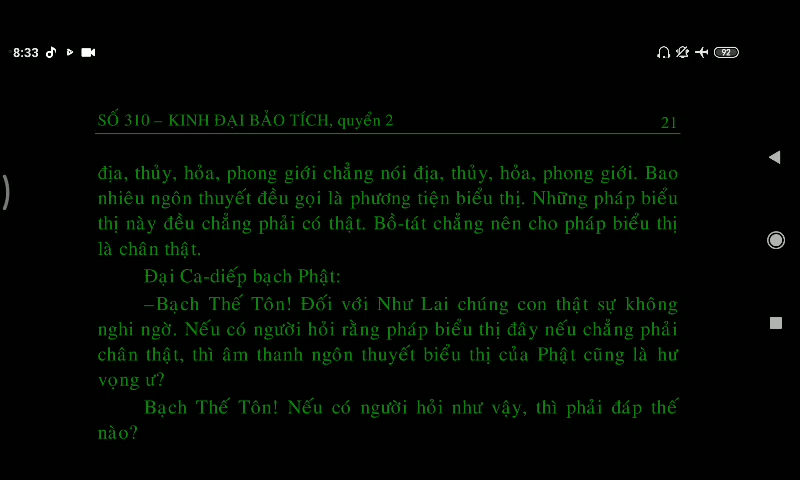 8:33
92
SỐ 310 – KINH ĐẠI BẢO TÍCH, quyển 2
21
địa, thủy, hỏa, phong giới chẳng nói địa, thủy, hỏa, phong giới. Bao
nhiêu ngôn thuyết đều gọi là phương tiện biểu thị. Những pháp biểu
thị này đều chẳng phải có thật. Bồ-tát chẳng nên cho pháp biểu thị
là chân thật.
Đại Ca-diếp bạch Phật:
–Bạch Thế Tôn! Đối với Như Lai chúng con thật sự không
nghi ngờ. Nếu có người hỏi rằng pháp biểu thị đây nếu chẳng phải
chân thật, thì âm thanh ngôn thuyết biểu thị của Phật cũng là hư
vọng ư?
Bạch Thế Tôn! Nếu có người hỏi như vậy, thì phải đáp thế
nào?